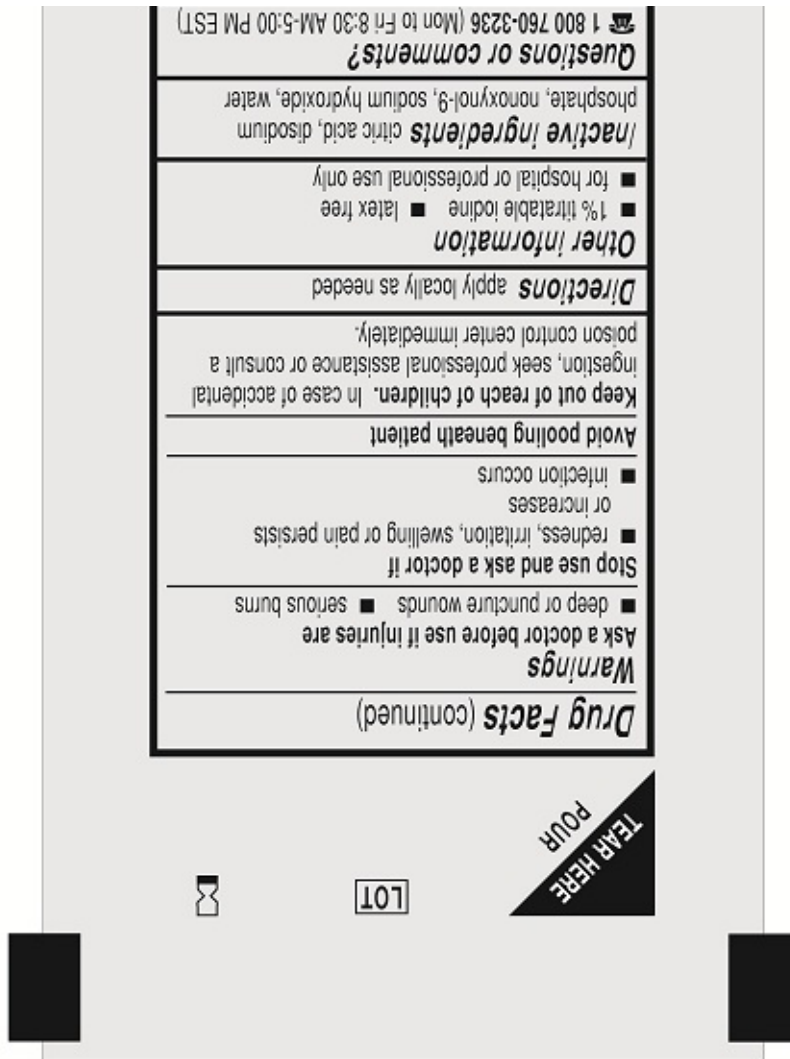 LOT
TEAR HERE
POUR
Drug Facts (continued)
Warnings
Ask a doctor before use if injuries are
■ deep or puncture wounds ■ serious burns
Stop use and ask a doctor if
■ redness, irritation, swelling or pain persists
or increases
■ infection occurs
Avoid pooling beneath patient
Keep out of reach of children. In case of accidental
ingestion, seek professional assistance or consult a
poison control center immediately.
Directions apply locally as needed
Other information
■ 1% titratable iodine ■ latex free
■ for hospital or professional use only
Inactive ingredients citric acid, disodium
phosphate, nonoxynol-9, sodium hydroxide, water
Questions or comments?
☎ 1 800 760-3236 (Mon to Fri 8:30 AM-5:00 PM EST)